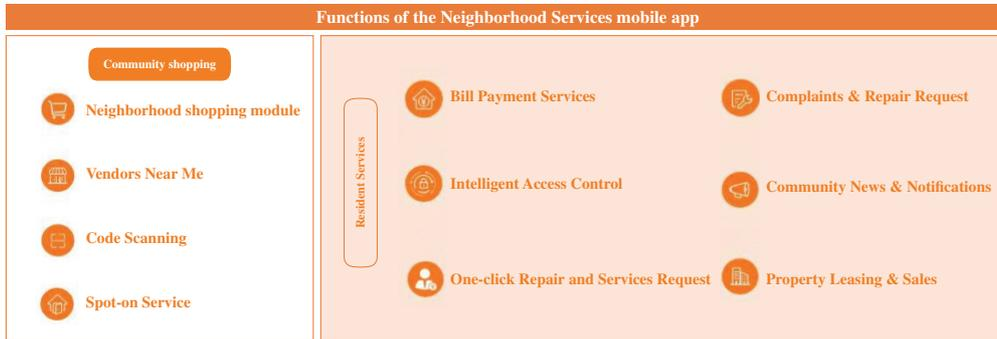 Functions of the Neighborhood Services mobile app
Community shopping
Neighborhood shopping module
Vendors Near Me
Code Scanning
Spot-on Service
Resident Services
Bill Payment Services
Complaints & Repair Request
Intelligent Access Control
Community News & Notifications
One-click Repair and Services Request
Property Leasing & Sales